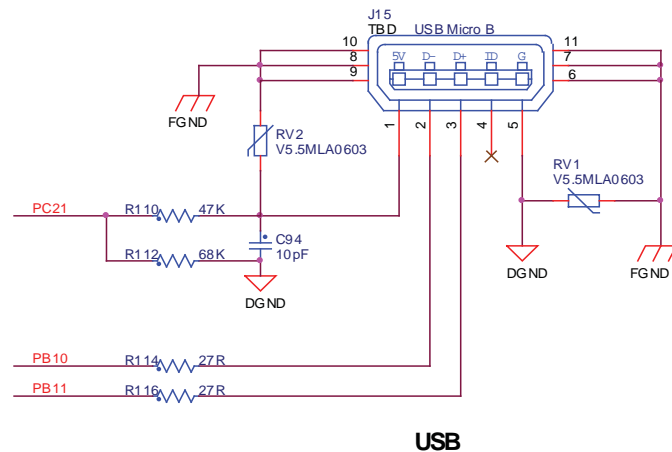 J15
TBD USB Micro B
10 11
8 5V D- D+ ID G 7
9 6
FGND
1 2 3 4 5
RV2
V5.5MLA0603
RV1
V5.5MLA0603
PC21 R110 47K
C94
10pF
R112 68K
DGND
DGND
FGND
PB10 R114 27R
PB11 R116 27R
USB